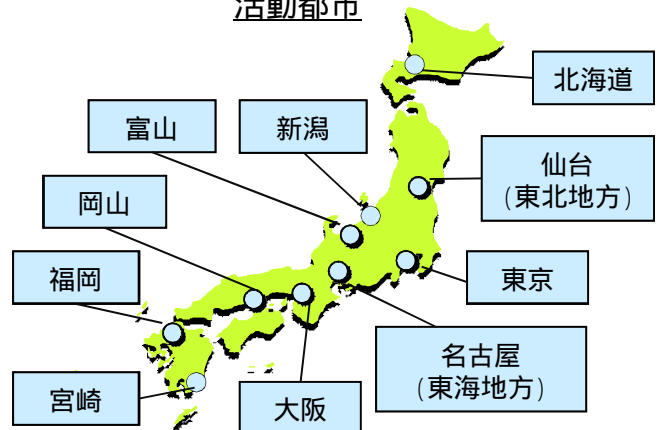 活動都市
北海道
富山
新潟
仙台
(東北地方)
岡山
福岡
東京
名古屋
(東海地方)
宮崎
大阪